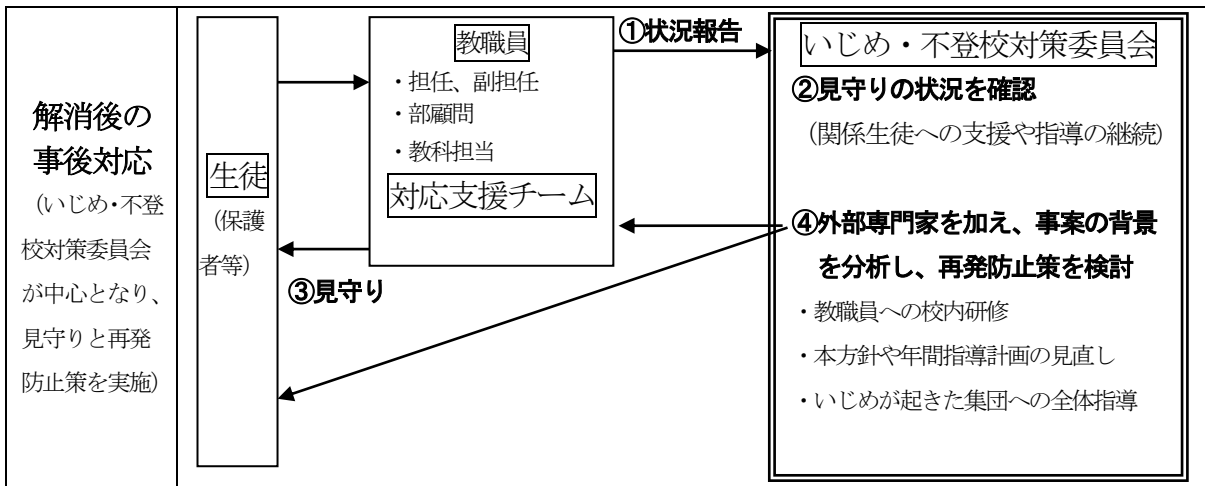 解消後の
事後対応
（いじめ・不登
校対策委員会
が中心となり、
見守りと再発
防止策を実施）
生徒
（保護
者等）
教職員
・担任、副担任
・部顧問
・教科担当
対応支援チーム
①状況報告
③見守り
いじめ・不登校対策委員会
②見守りの状況を確認
（関係生徒への支援や指導の継続）
④外部専門家を加え、事案の背景
を分析し、再発防止策を検討
・教職員への校内研修
・本方針や年間指導計画の見直し
・いじめが起きた集団への全体指導